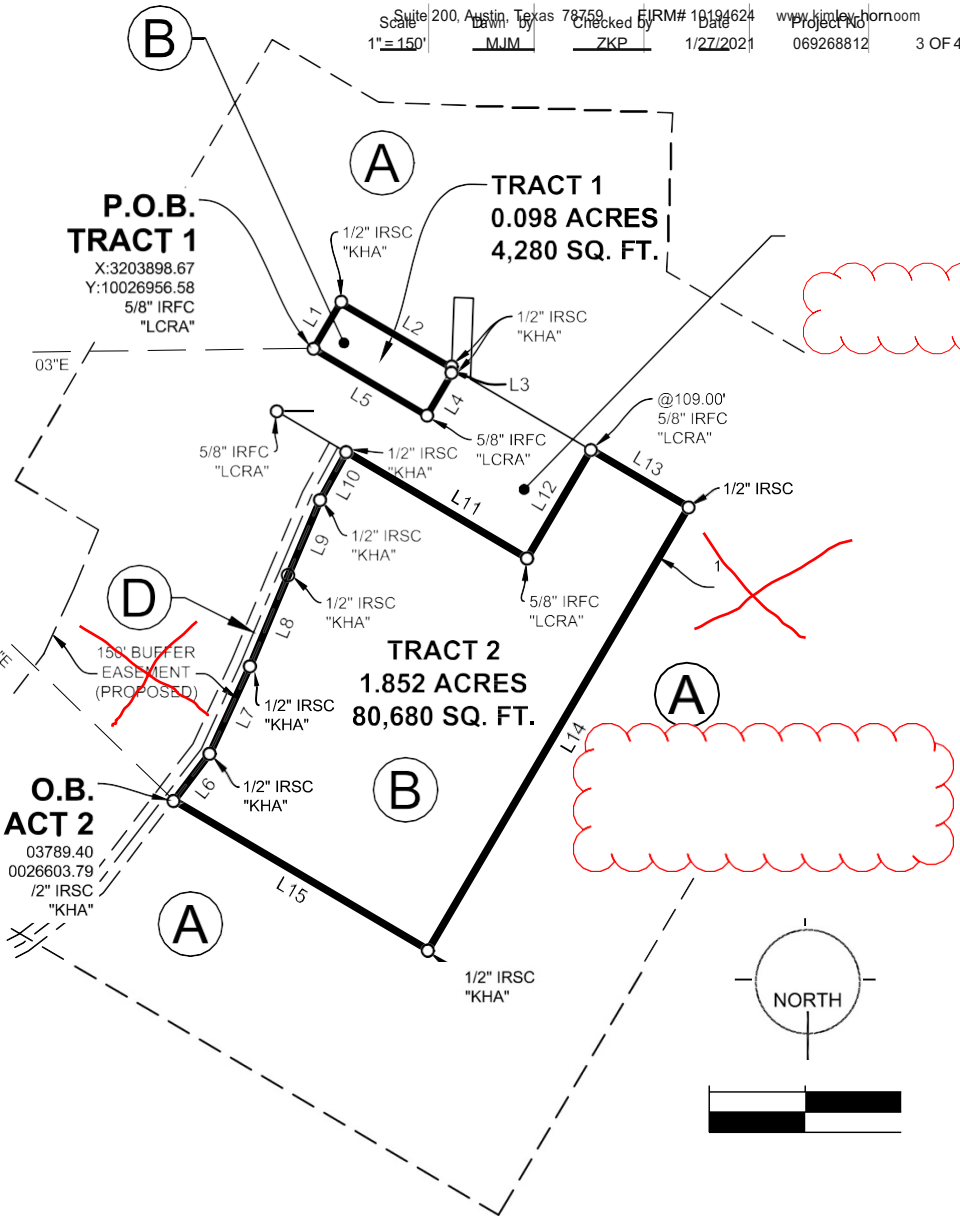 Suite 200, Austin, Texas 78759 FIRM# 10194624 www.kimley-horn.com
Scale Drawn by Checked by Date Project No
1" = 150' MJM ZKP 1/27/2021 069268812 3 OF 4
B
A
P.O.B.
TRACT 1
X:3203898.67
Y:10026956.58
5/8" IRFC
"LCRA"
1/2" IRSC
"KHA"
TRACT 1
0.098 ACRES
4,280 SQ. FT.
L1
L2
1/2" IRSC
"KHA"
L3
03"E
L5
L4
@109.00'
5/8" IRFC
"LCRA"
5/8" IRFC
"LCRA"
5/8" IRFC
"LCRA"
1/2" IRSC
"KHA"
L10
L11
L12
L13
1/2" IRSC
L9
1/2" IRSC
"KHA"
1
D
L8
1/2" IRSC
"KHA"
5/8" IRFC
"LCRA"
150' BUFFER
EASEMENT
(PROPOSED)
"E
TRACT 2
1.852 ACRES
80,680 SQ. FT.
A
L7
1/2" IRSC
"KHA"
L14
L6
1/2" IRSC
"KHA"
B
O.B.
ACT 2
03789.40
0026603.79
/2" IRSC
"KHA"
L15
A
1/2" IRSC
"KHA"
NORTH